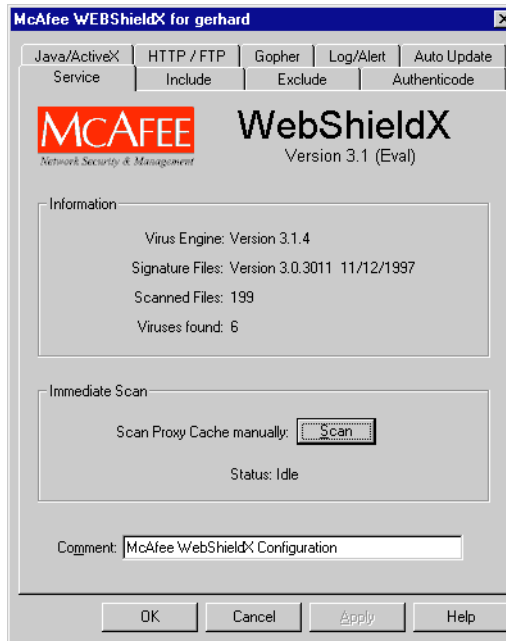 McAfee WEBShieldX for gerhard
Java/ActiveX HTTP / FTP Gopher Log/Alert Auto Update
Service Include Exclude Authenticode
MCAFEE
Network Security & Management
WebShieldX
Version 3.1 (Eval)
Information
Virus Engine: Version 3.1.4
Signature Files: Version 3.0.3011 11/12/1997
Scanned Files: 199
Viruses found: 6
Immediate Scan
Scan Proxy Cache manually: Scan
Status: Idle
Comment: McAfee WebShieldX Configuration
OK Cancel Apply Help